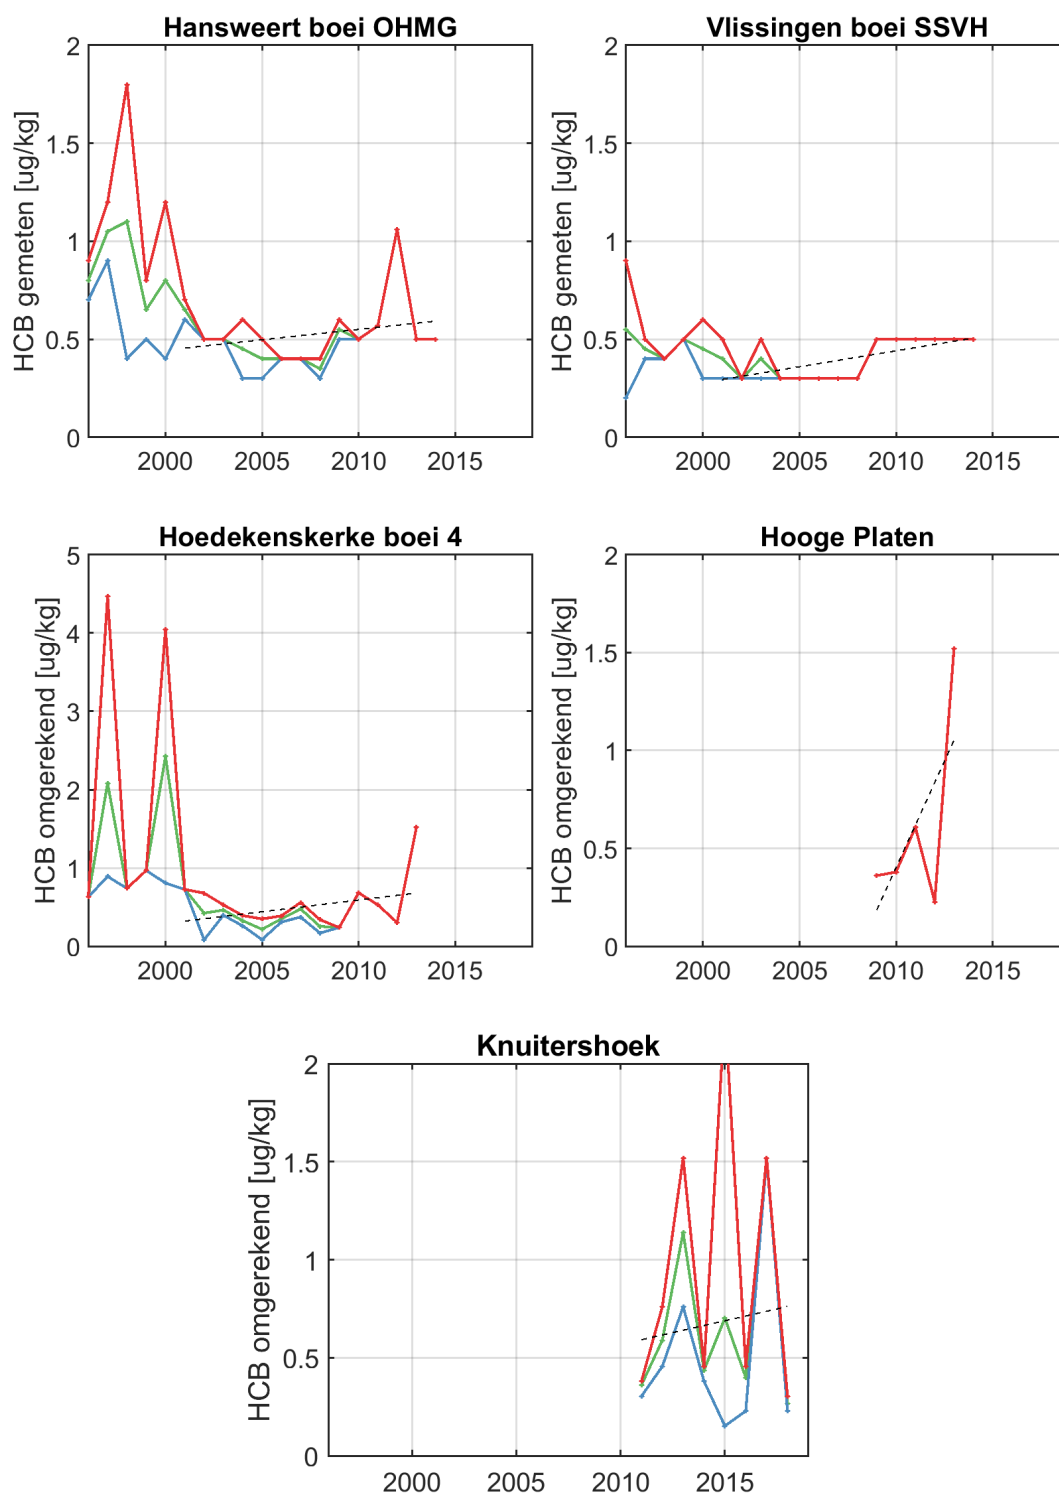 Hansweert boei OHMG
HCB gemeten [ug/kg]
2
1.5
1
0.5
0
2000 2005 2010 2015
Vlissingen boei SSVH
HCB gemeten [ug/kg]
2
1.5
1
0.5
0
2000 2005 2010 2015
Hoedekenskerke boei 4
HCB omgerekend [ug/kg]
5
4
3
2
1
0
2000 2005 2010 2015
Hooge Platen
HCB omgerekend [ug/kg]
2
1.5
1
0.5
0
2000 2005 2010 2015
Knuitershoek
HCB omgerekend [ug/kg]
2
1.5
1
0.5
0
2000 2005 2010 2015